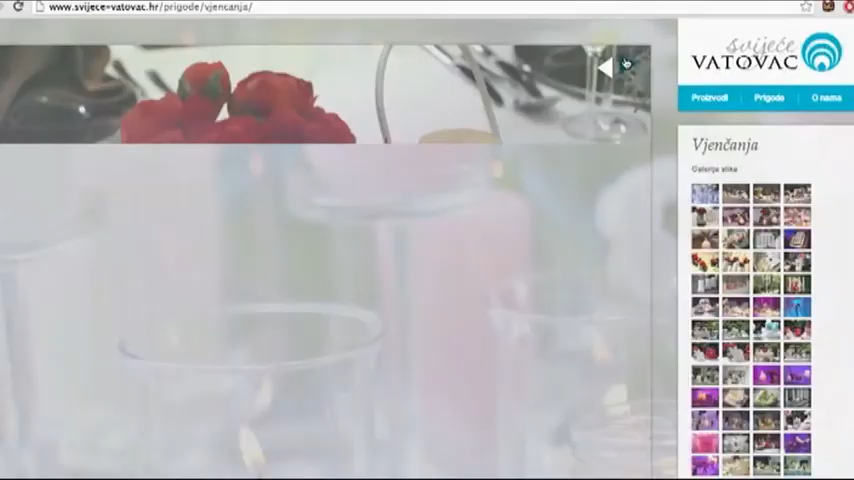 www.svijece-vatovac.hr/prigode/vjencanja/
svijeće
VATOVAC
Proizvodi
Prigode
O nama
Vjenčanja
Galerija slika